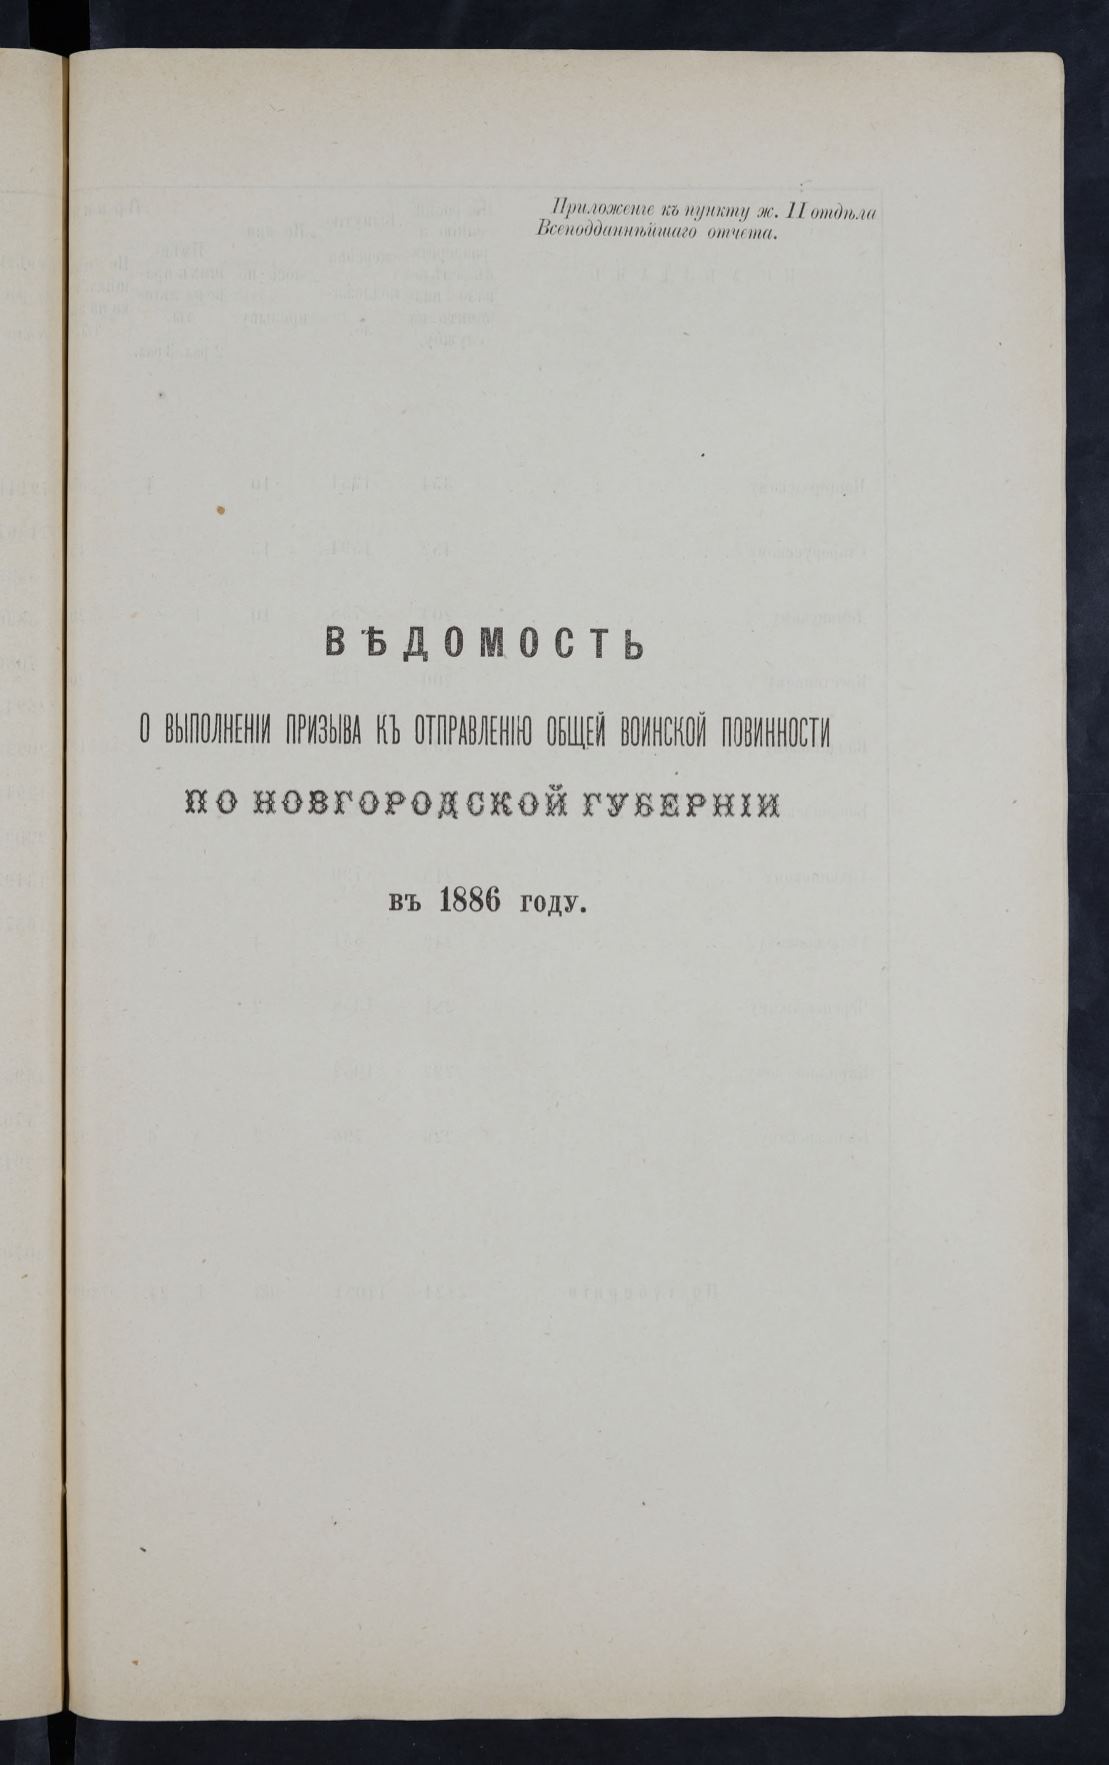 Приложеніе къ пункту ж. II отдѣла
Всеподданнѣйшаго отчета.
ВѢДОМОСТЬ
О ВЫПОЛНЕНІИ ПРИЗЫВА КЪ ОТПРАВЛЕНІЮ ОБЩЕЙ ВОИНСКОЙ ПОВИННОСТИ
ПО НОВГОРОДСКОЙ ГУБЕРНІИ
въ 1886 году.